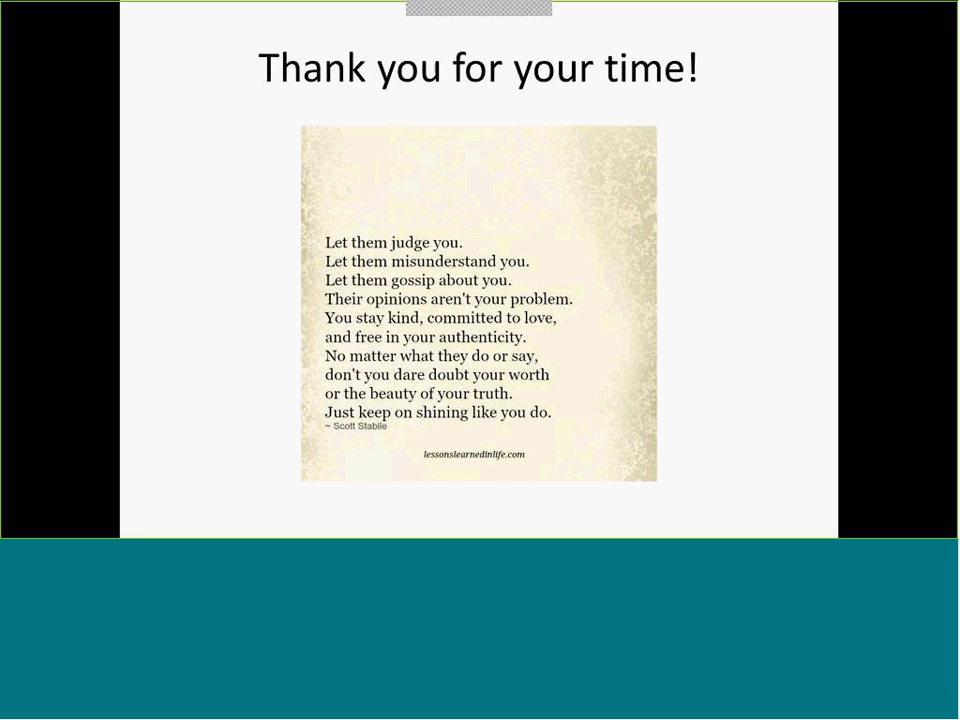 Thank you for your time!
Let them judge you.
Let them misunderstand you.
Let them gossip about you.
Their opinions aren't your problem.
You stay kind, committed to love,
and free in your authenticity.
No matter what they do or say,
don't you dare doubt your worth
or the beauty of your truth.
Just keep on shining like you do.
~ Scott Stabile
lessonslearnedinlife.com